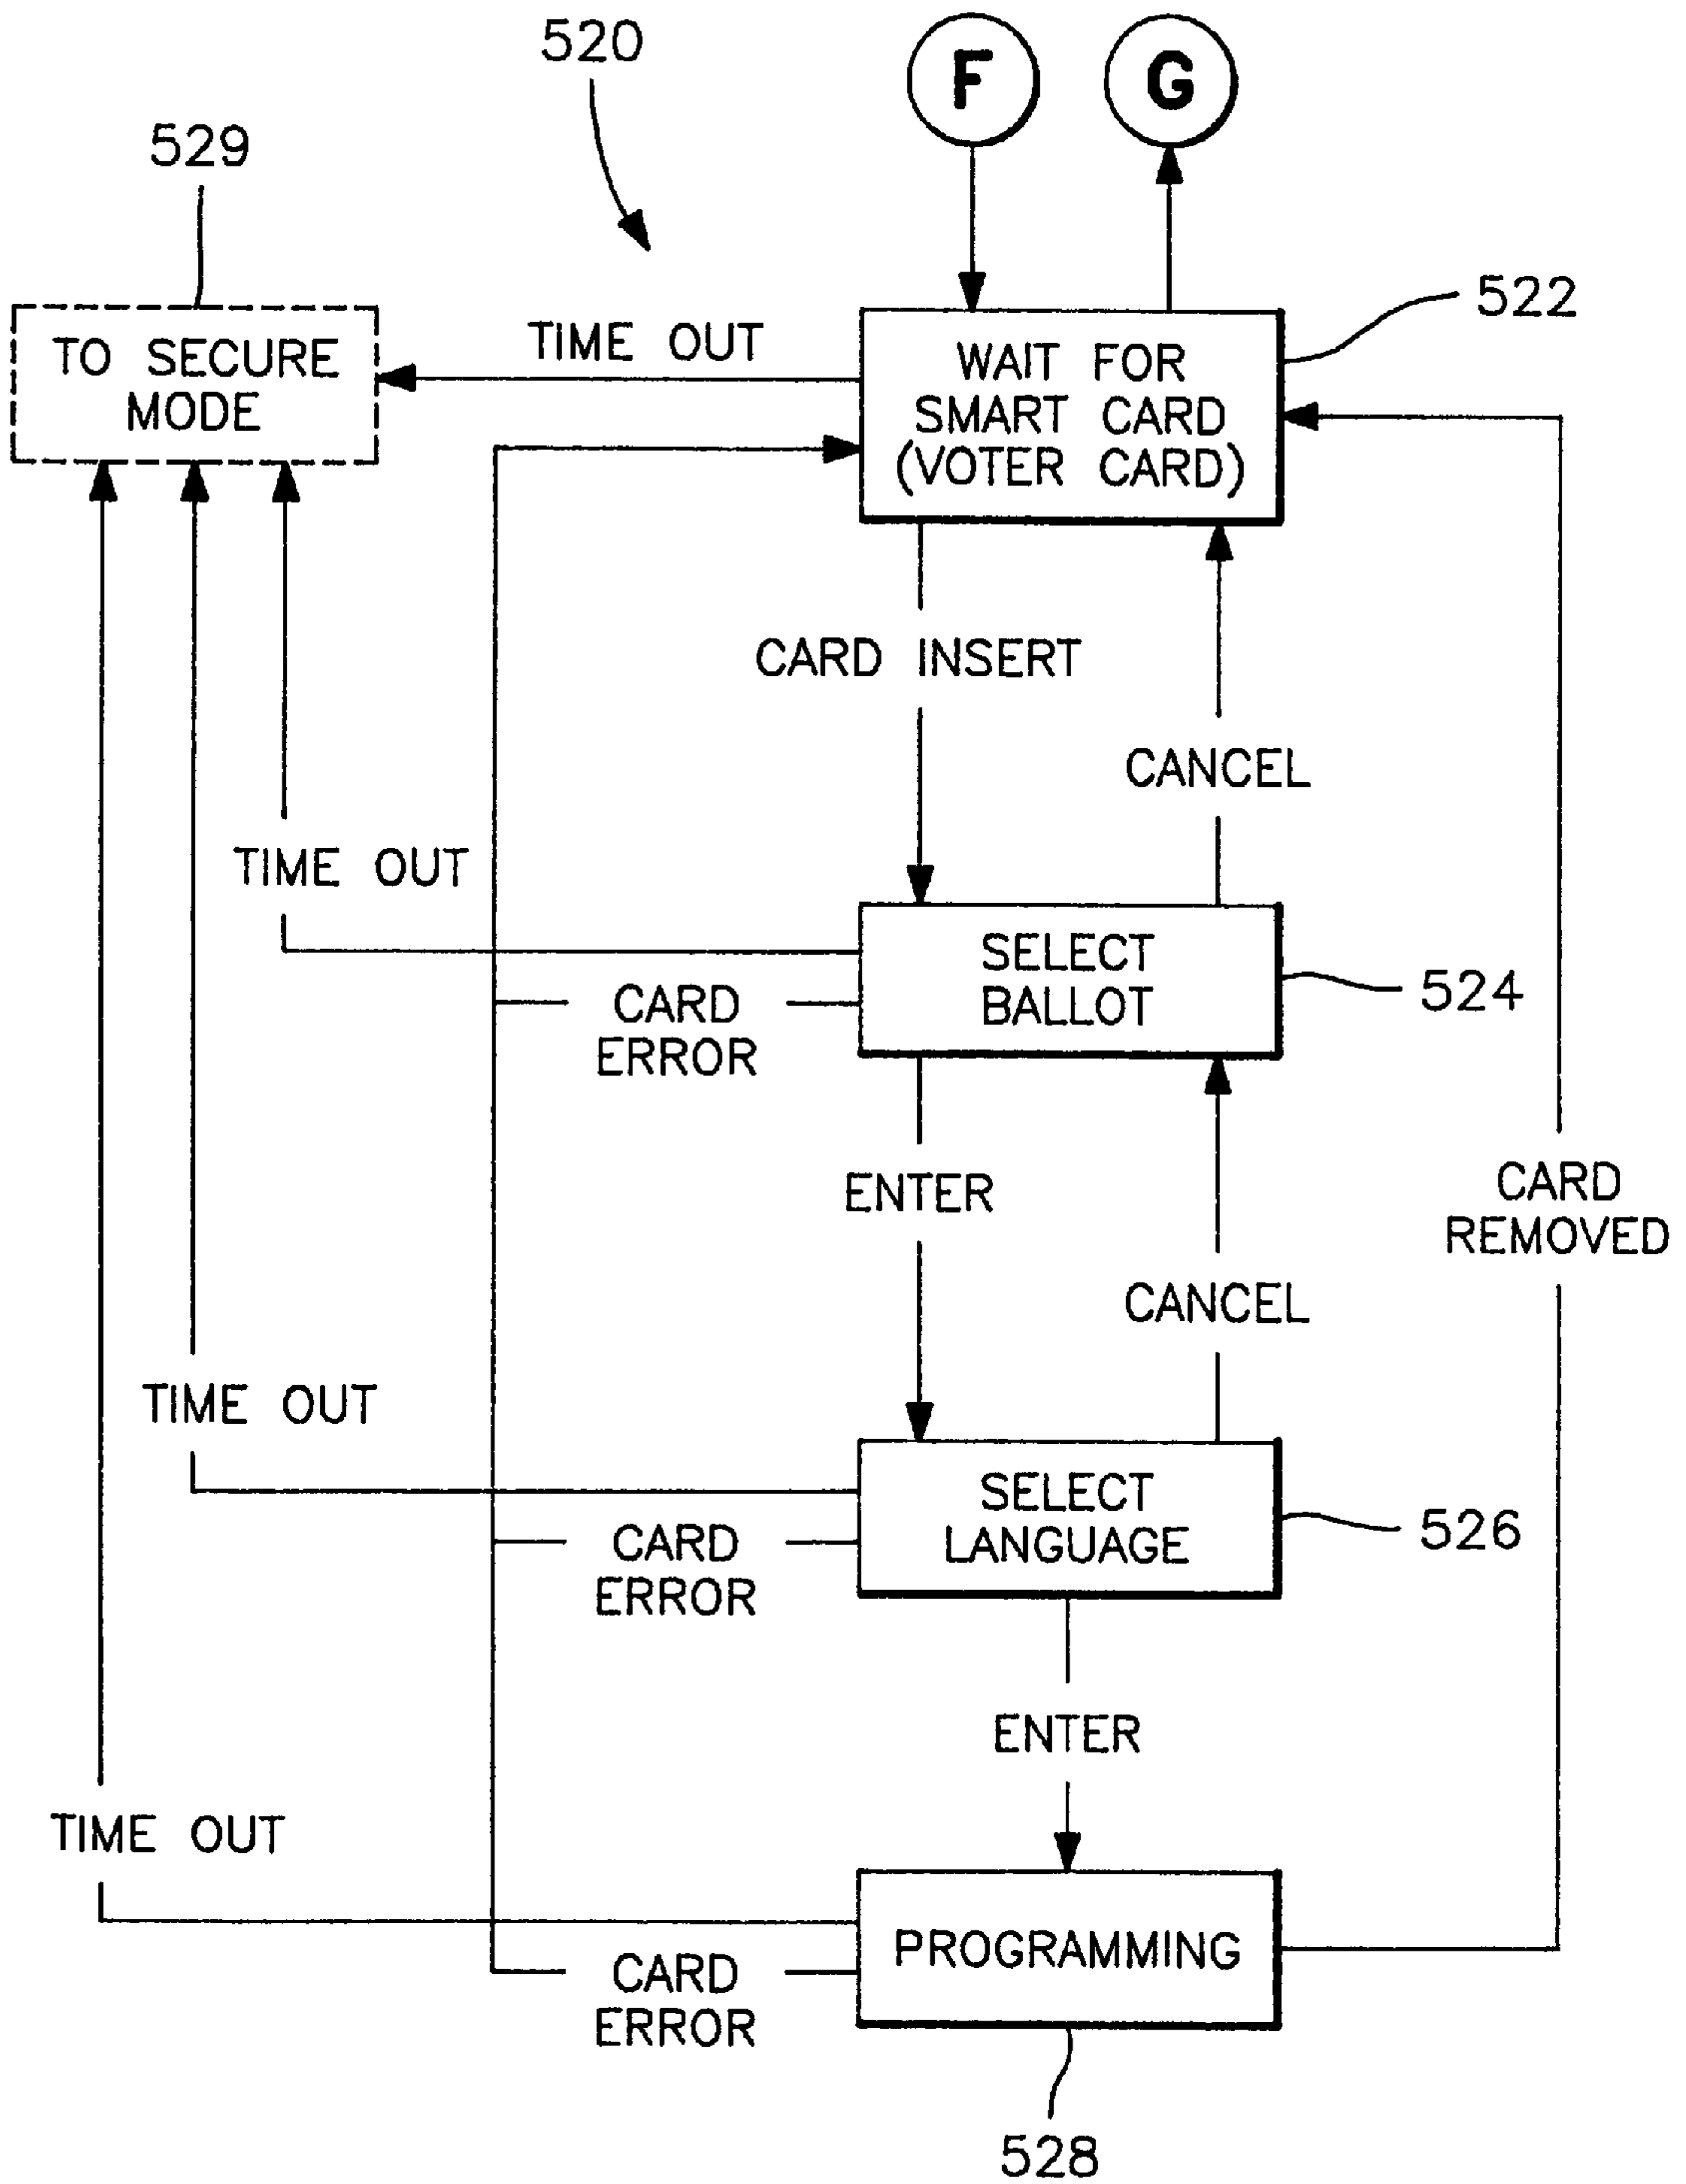 520
F
G
529
522
TO SECURE
MODE
TIME OUT
WAIT FOR
SMART CARD
(VOTER CARD)
CARD INSERT
CANCEL
TIME OUT
SELECT
BALLOT
524
CARD
ERROR
ENTER
CARD
REMOVED
CANCEL
TIME OUT
SELECT
LANGUAGE
526
CARD
ERROR
ENTER
TIME OUT
PROGRAMMING
CARD
ERROR
528